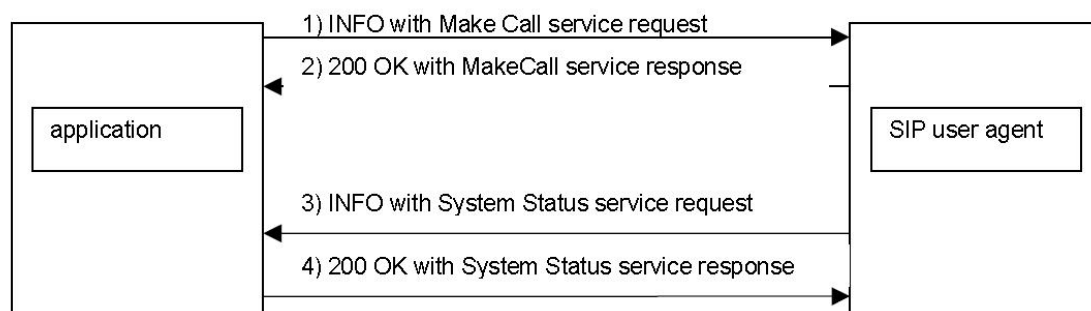 1) INFO with Make Call service request
2) 200 OK with MakeCall service response
application
SIP user agent
3) INFO with System Status service request
4) 200 OK with System Status service response